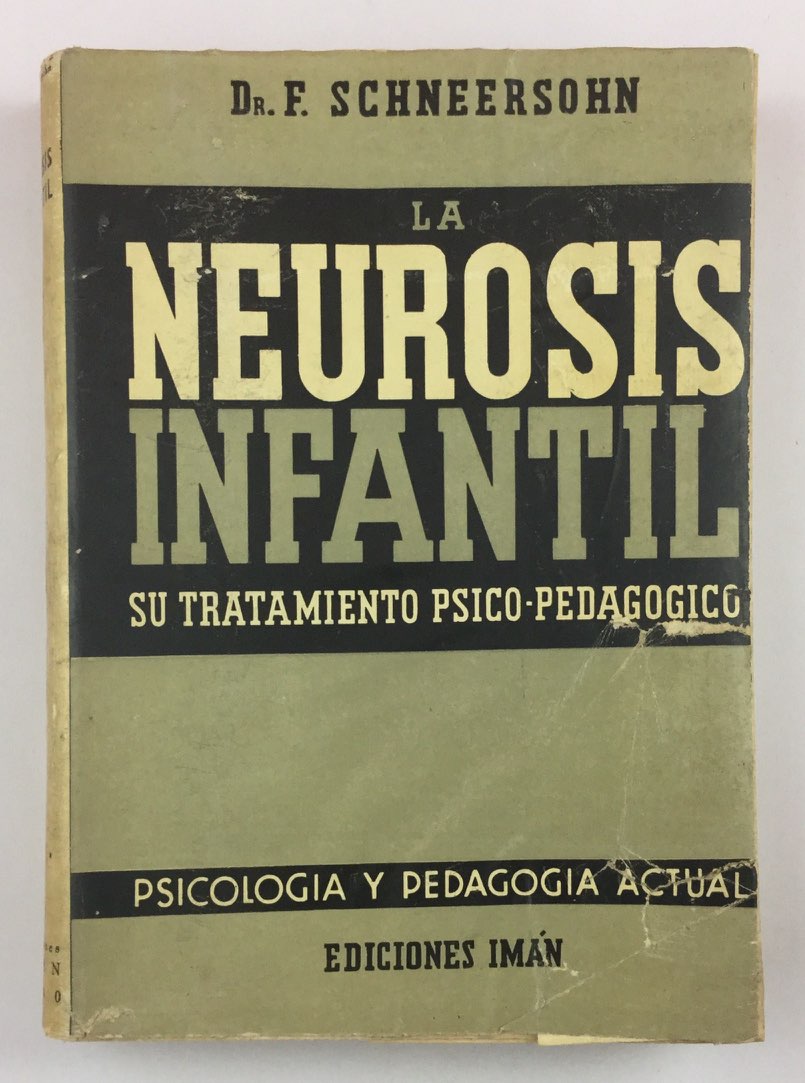 DR. F. SCHNEERSOHN
LA
NEUROSIS
INFANTIL
SU TRATAMIENTO PSICO-PEDAGOGICO
PSICOLOGIA Y PEDAGOGIA ACTUAL
EDICIONES IMÁN